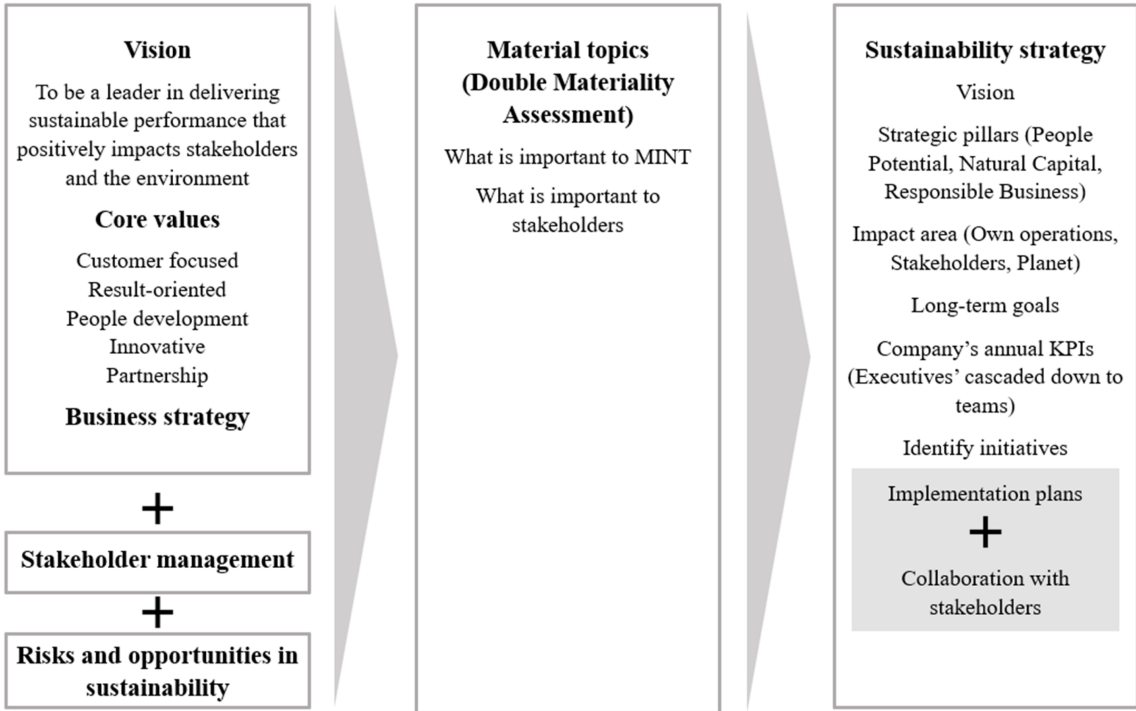 Vision
To be a leader in delivering
sustainable performance that
positively impacts stakeholders
and the environment
Core values
Customer focused
Result-oriented
People development
Innovative
Partnership
Business strategy
+
Stakeholder management
+
Risks and opportunities in
sustainability
Material topics
(Double Materiality
Assessment)
What is important to MINT
What is important to
stakeholders
Sustainability strategy
Vision
Strategic pillars (People
Potential, Natural Capital,
Responsible Business)
Impact area (Own operations,
Stakeholders, Planet)
Long-term goals
Company’s annual KPIs
(Executives’ cascaded down to
teams)
Identify initiatives
Implementation plans
+
Collaboration with
stakeholders